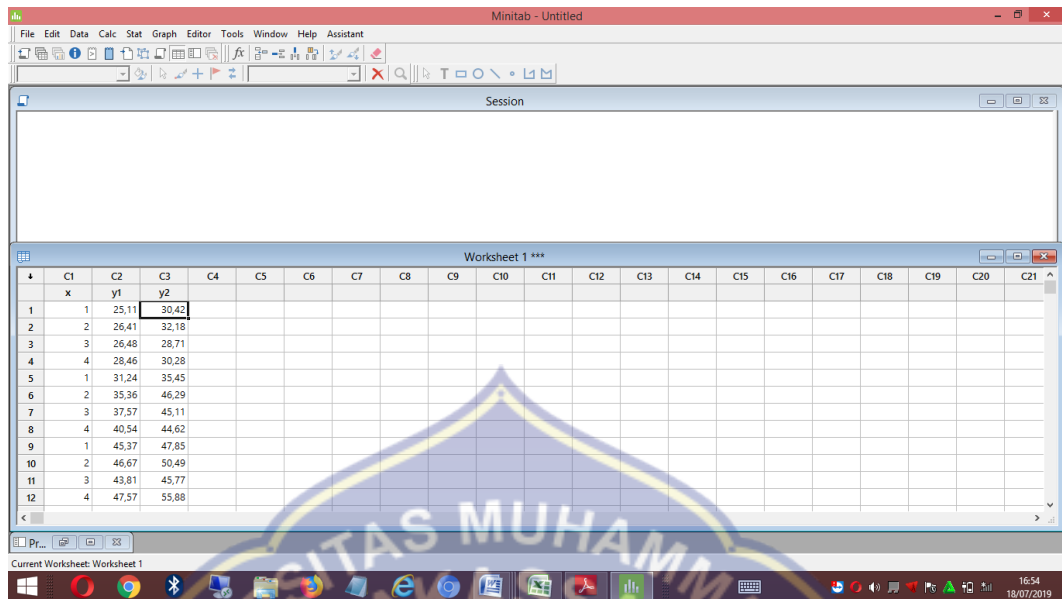 Minitab - Untitled
File Edit Data Calc Stat Graph Editor Tools Window Help Assistant
Session
Worksheet 1 ***
C1 C2 C3 C4 C5 C6 C7 C8 C9 C10 C11 C12 C13 C14 C15 C16 C17 C18 C19 C20 C21
x y1 y2
1 1 25,11 30,42
2 2 26,41 32,18
3 3 26,48 28,71
4 4 28,46 30,28
5 1 31,24 35,45
6 2 35,36 46,29
7 3 37,57 45,11
8 4 40,54 44,62
9 1 45,37 47,85
10 2 46,67 50,49
11 3 43,81 45,77
12 4 47,57 55,88
SITAS MUHAMM
Pr...
Current Worksheet: Worksheet 1
16:54
18/07/2019